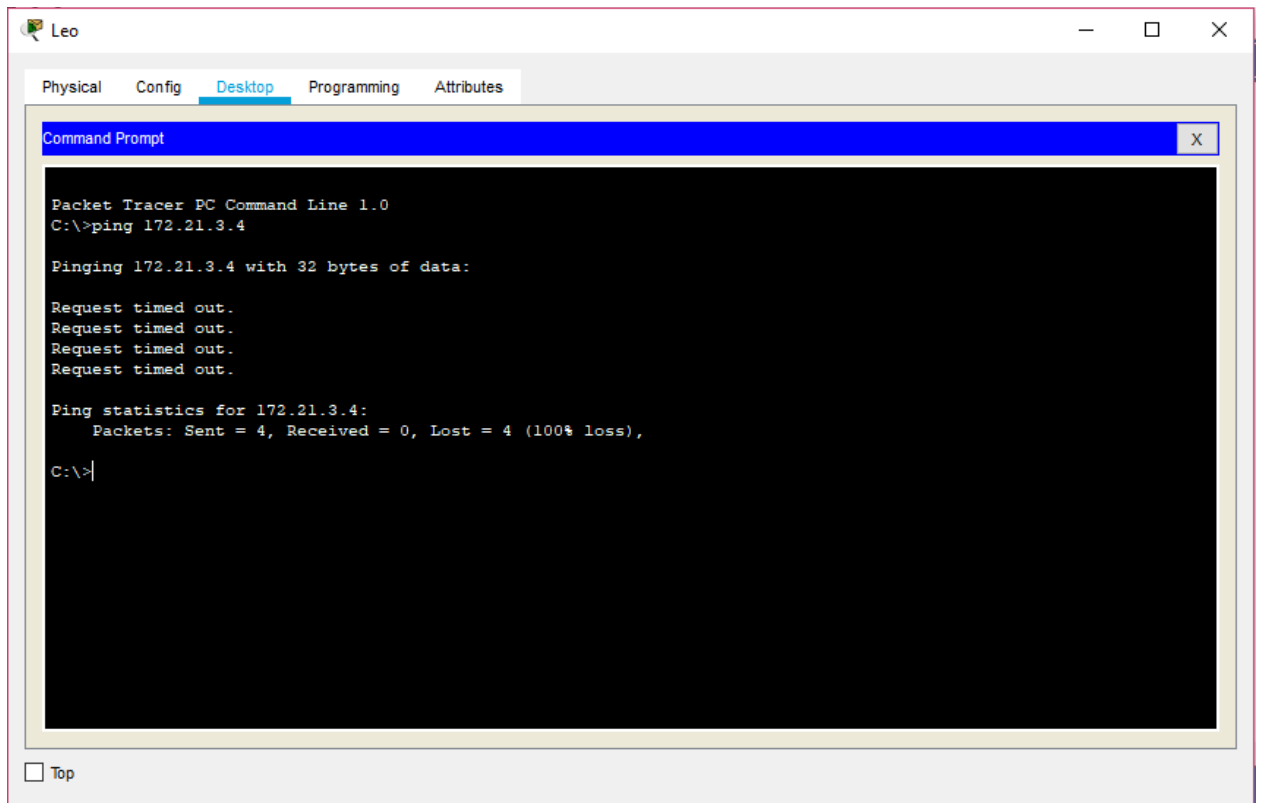 Leo
Physical Config Desktop Programming Attributes
Command Prompt
X
Packet Tracer PC Command Line 1.0
C:\>ping 172.21.3.4
Pinging 172.21.3.4 with 32 bytes of data:
Request timed out.
Request timed out.
Request timed out.
Request timed out.
Ping statistics for 172.21.3.4:
Packets: Sent = 4, Received = 0, Lost = 4 (100% loss),
C:\>
Top